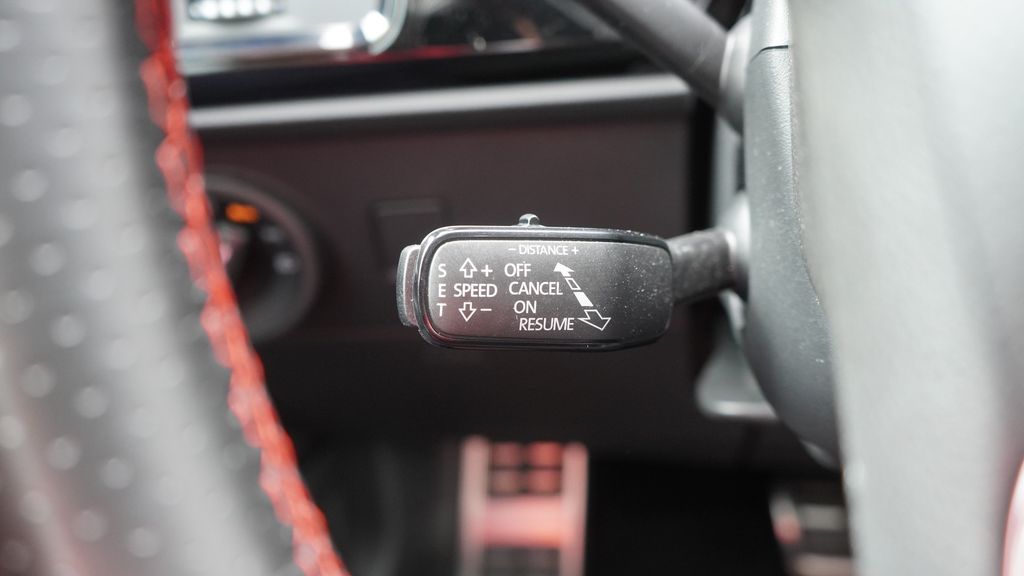 − DISTANCE +
S + OFF
E SPEED CANCEL
T − ON
RESUME